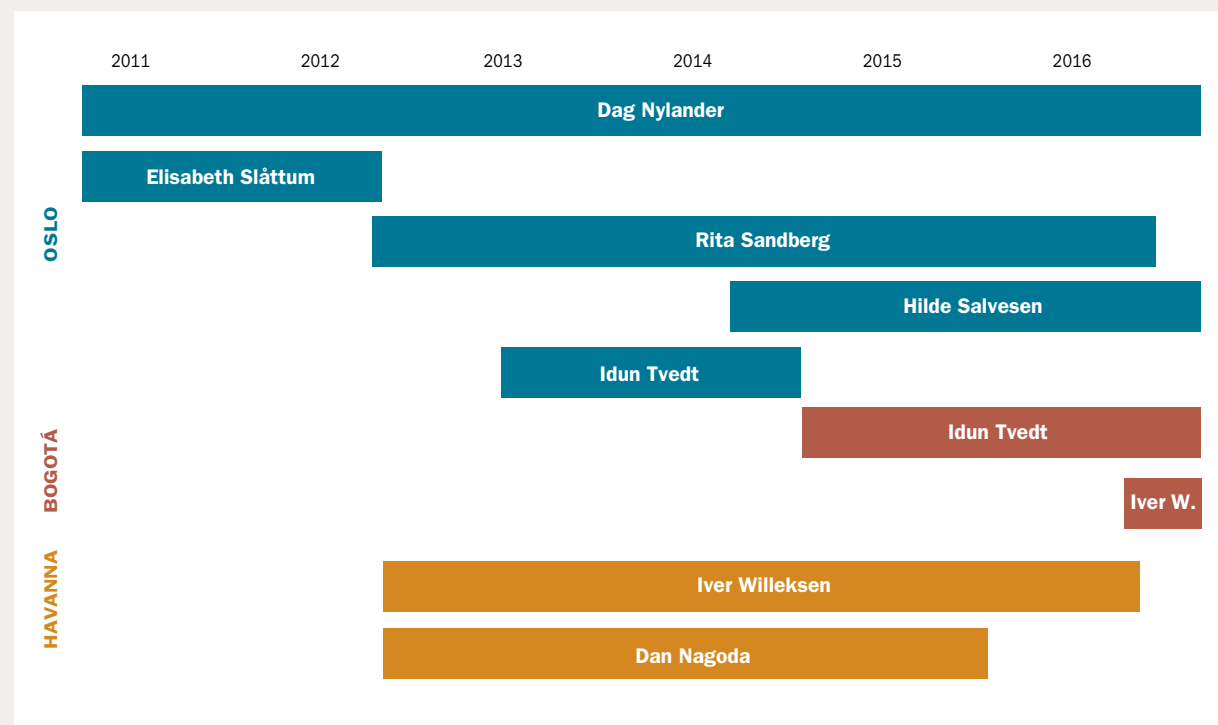 2011 2012 2013 2014 2015 2016
Dag Nylander
Elisabeth Slåttum
OSLO
Rita Sandberg
Hilde Salvesen
Idun Tvedt
Idun Tvedt
BOGOTÁ
Iver W.
HAVANNA
Iver Willeksen
Dan Nagoda